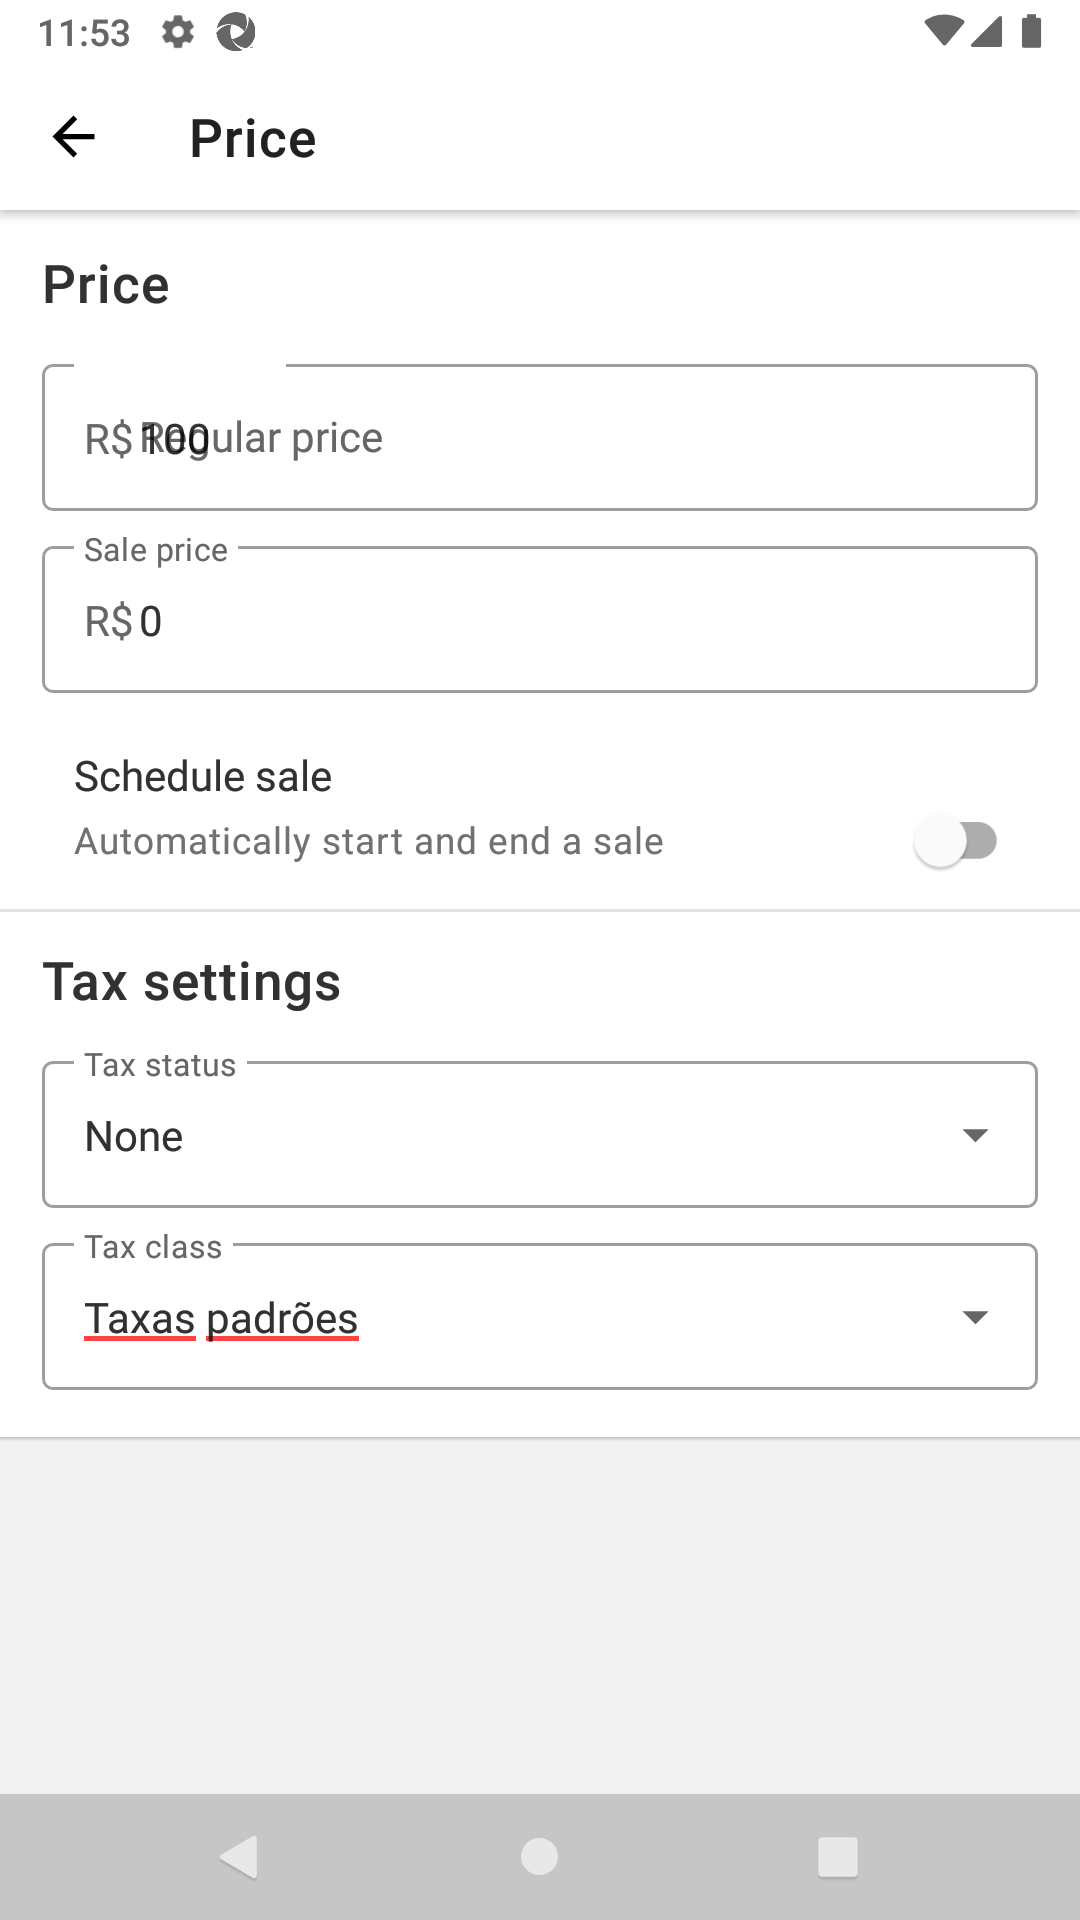 11:53
Price
Price
R$ 100 Regular price
Sale price
R$ 0
Schedule sale
Automatically start and end a sale
Tax settings
Tax status
None
Tax class
Taxas padrões